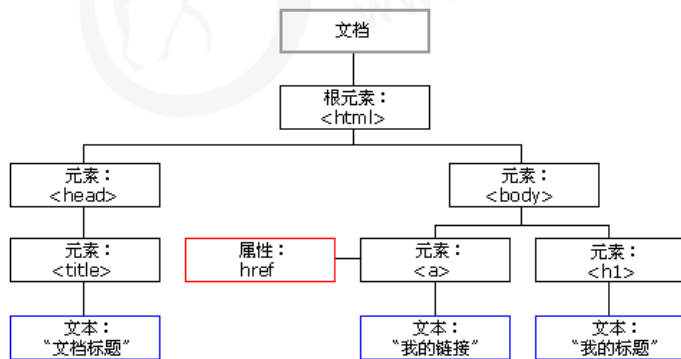 文档
根元素：
<html>
元素：
<head>
元素：
<body>
元素：
<title>
属性：
href
元素：
<a>
元素：
<h1>
文本：
“文档标题”
文本：
“我的链接”
文本：
“我的标题”